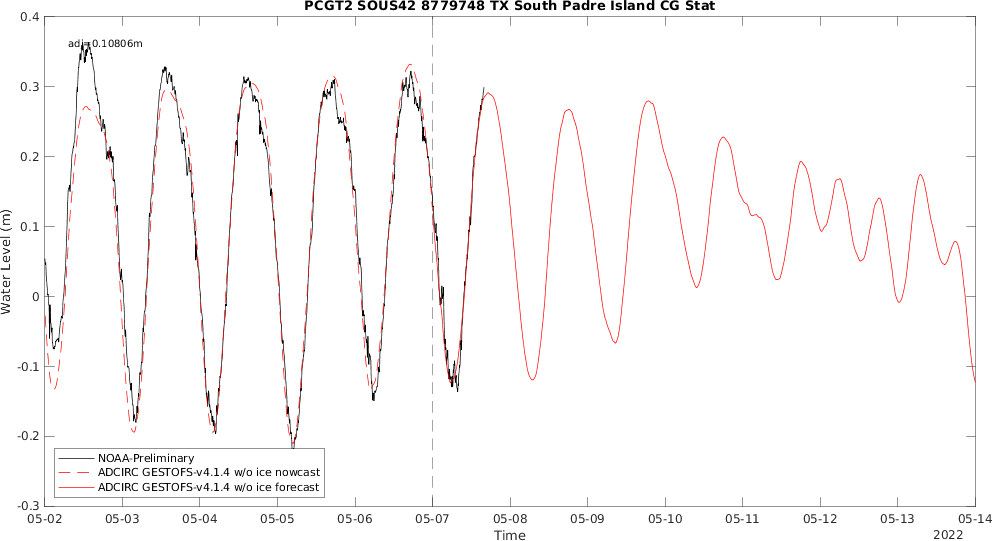 PCGT2 SOUS42 8779748 TX South Padre Island CG Stat
adj=0.10806m
0.4
0.3
0.2
0.1
0
-0.1
-0.2
-0.3
Water Level (m)
NOAA-Preliminary
ADCIRC GESTOFS-v4.1.4 w/o ice nowcast
ADCIRC GESTOFS-v4.1.4 w/o ice forecast
05-02 05-03 05-04 05-05 05-06 05-07 05-08 05-09 05-10 05-11 05-12 05-13 05-14
Time
2022